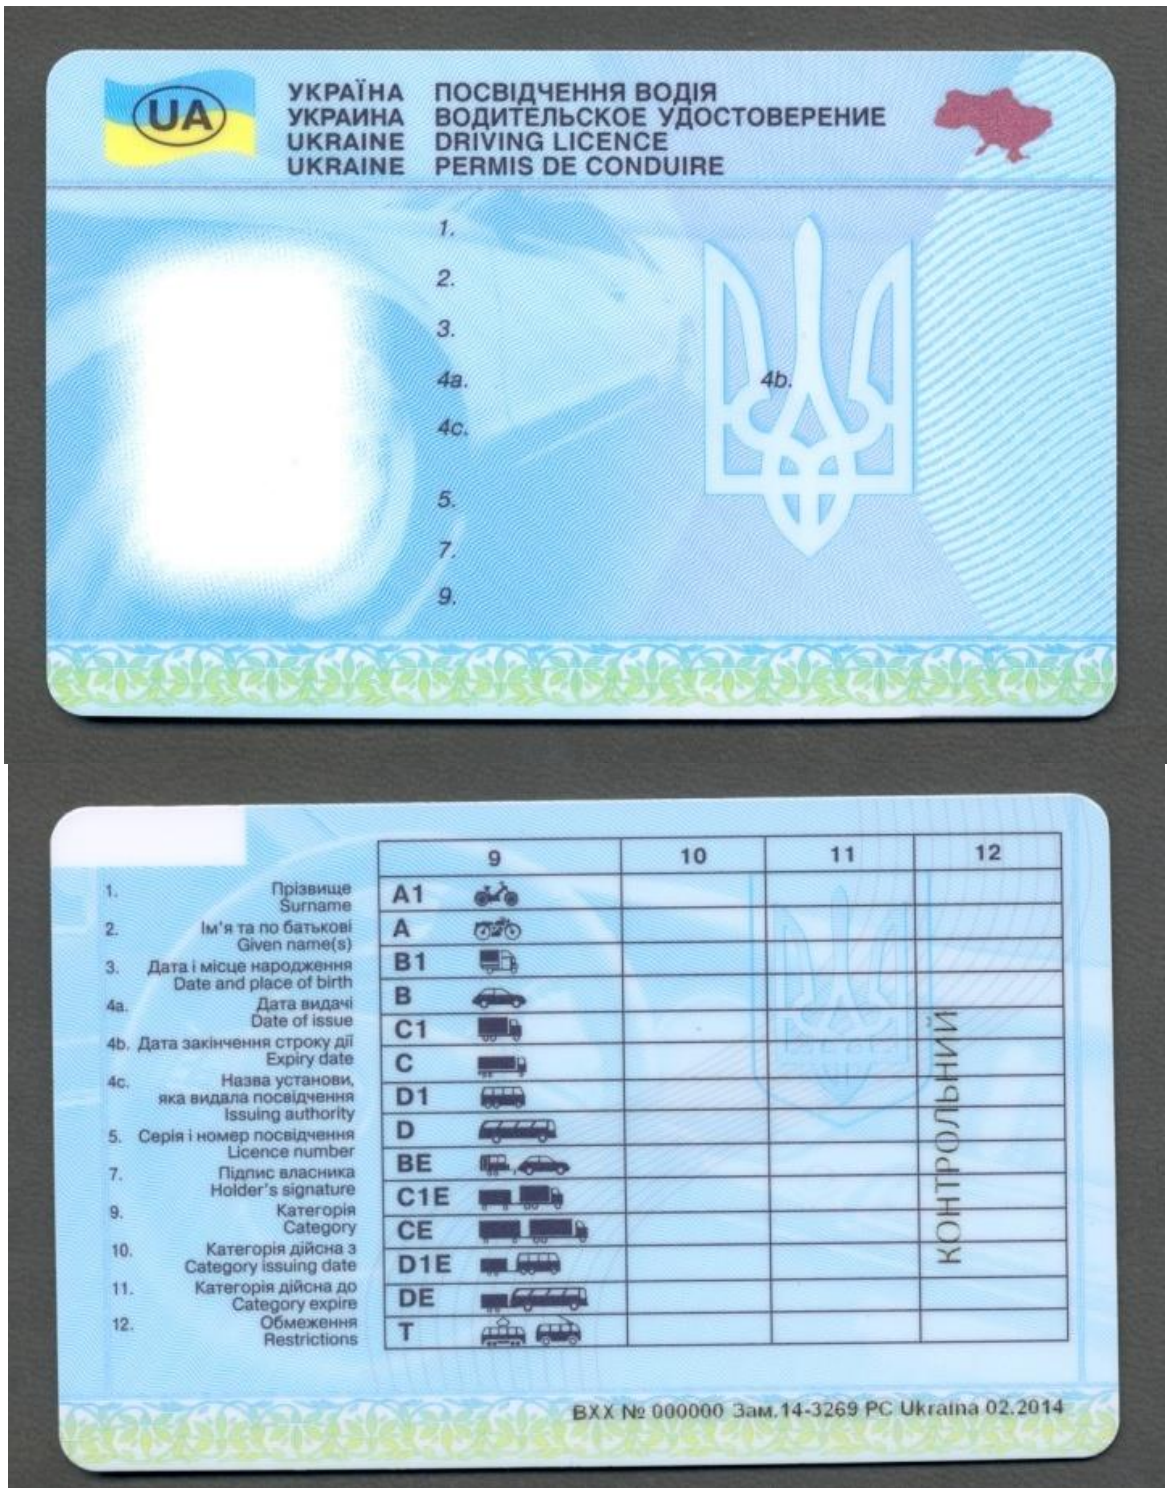 UA
УКРАЇНА ПОСВІДЧЕННЯ ВОДІЯ
УКРАИНА ВОДИТЕЛЬСКОЕ УДОСТОВЕРЕНИЕ
UKRAINE DRIVING LICENCE
UKRAINE PERMIS DE CONDUIRE
1.
2.
3.
4a. 4b.
4c.
5.
7.
9.
1. Прізвище
Surname
2. Ім'я та по батькові
Given name(s)
3. Дата і місце народження
Date and place of birth
4a. Дата видачі
Date of issue
4b. Дата закінчення строку дії
Expiry date
4c. Назва установи,
яка видала посвідчення
Issuing authority
5. Серія і номер посвідчення
Licence number
7. Підпис власника
Holder's signature
9. Категорія
Category
10. Категорія дійсна з
Category issuing date
11. Категорія дійсна до
Category expire
12. Обмеження
Restrictions
9 10 11 12
A1
A
B1
B
C1
C
D1
D
BE
C1E
CE
D1E
DE
T
КОНТРОЛЬНИЙ
ВХХ № 000000 Зам.14-3269 PC Ukraina 02.2014